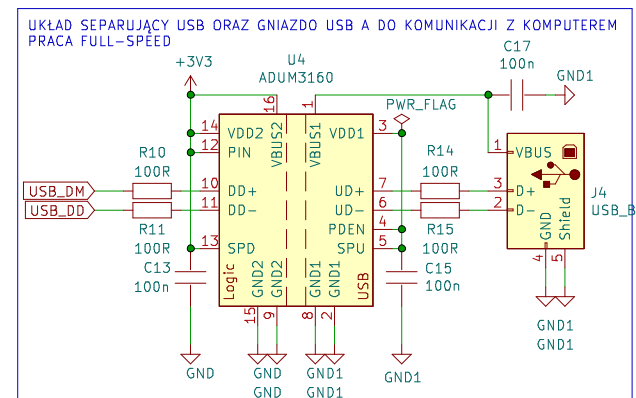 UKŁAD SEPARUJĄCY USB ORAZ GNIAZDO USB A DO KOMUNIKACJI Z KOMPUTEREM
PRACA FULL-SPEED
C17
100n
GND1
+3V3
U4
ADUM3160
PWR_FLAG
16
1
14
VDD2
VBUS2
VBUS1
VDD1
3
12
PIN
R10
100R
R14
100R
1
VBUS
USB_DM
10
DD+
UD+
7
3
D+
J4
USB_DD
11
DD-
UD-
6
2
D-
USB_B
R11
100R
PDEN
4
R15
100R
GND
Shield
13
SPD
SPU
5
C13
100n
Logic
GND2
GND2
GND1
GND1
USB
C15
100n
4
5
15
9
8
2
GND1
GND1
GND
GND
GND
GND1
GND1
GND1